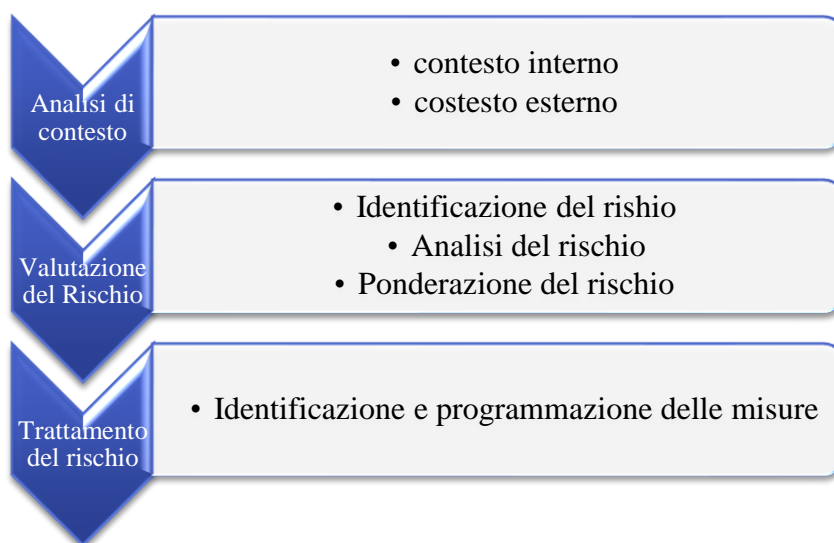 Analisi di
contesto
• contesto interno
• costesto esterno
Valutazione
del Rischio
• Identificazione del rishio
• Analisi del rischio
• Ponderazione del rischio
Trattamento
del rischio
• Identificazione e programmazione delle misure